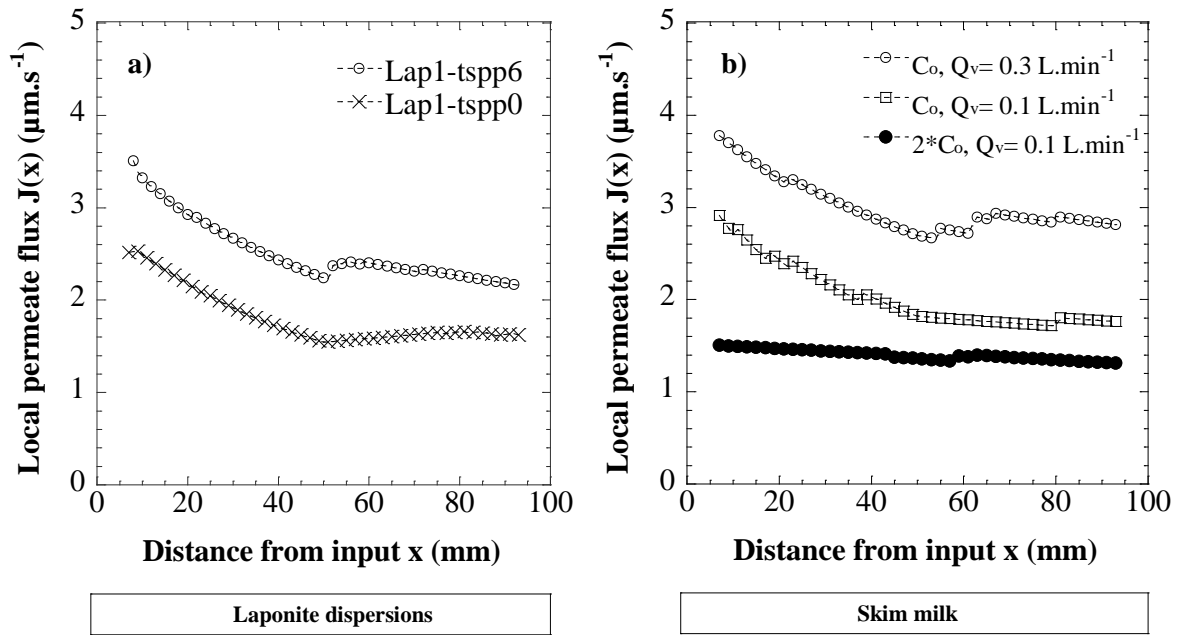 a)
Lap1-tspp6
Lap1-tspp0
Local permeate flux J(x) (µm.s⁻¹)
5
4
3
2
1
0
0 20 40 60 80 100
Distance from input x (mm)
Laponite dispersions
b)
Co, Qv= 0.3 L.min⁻¹
Co, Qv= 0.1 L.min⁻¹
2*Co, Qv= 0.1 L.min⁻¹
Local permeate flux J(x) (µm.s⁻¹)
5
4
3
2
1
0
0 20 40 60 80 100
Distance from input x (mm)
Skim milk